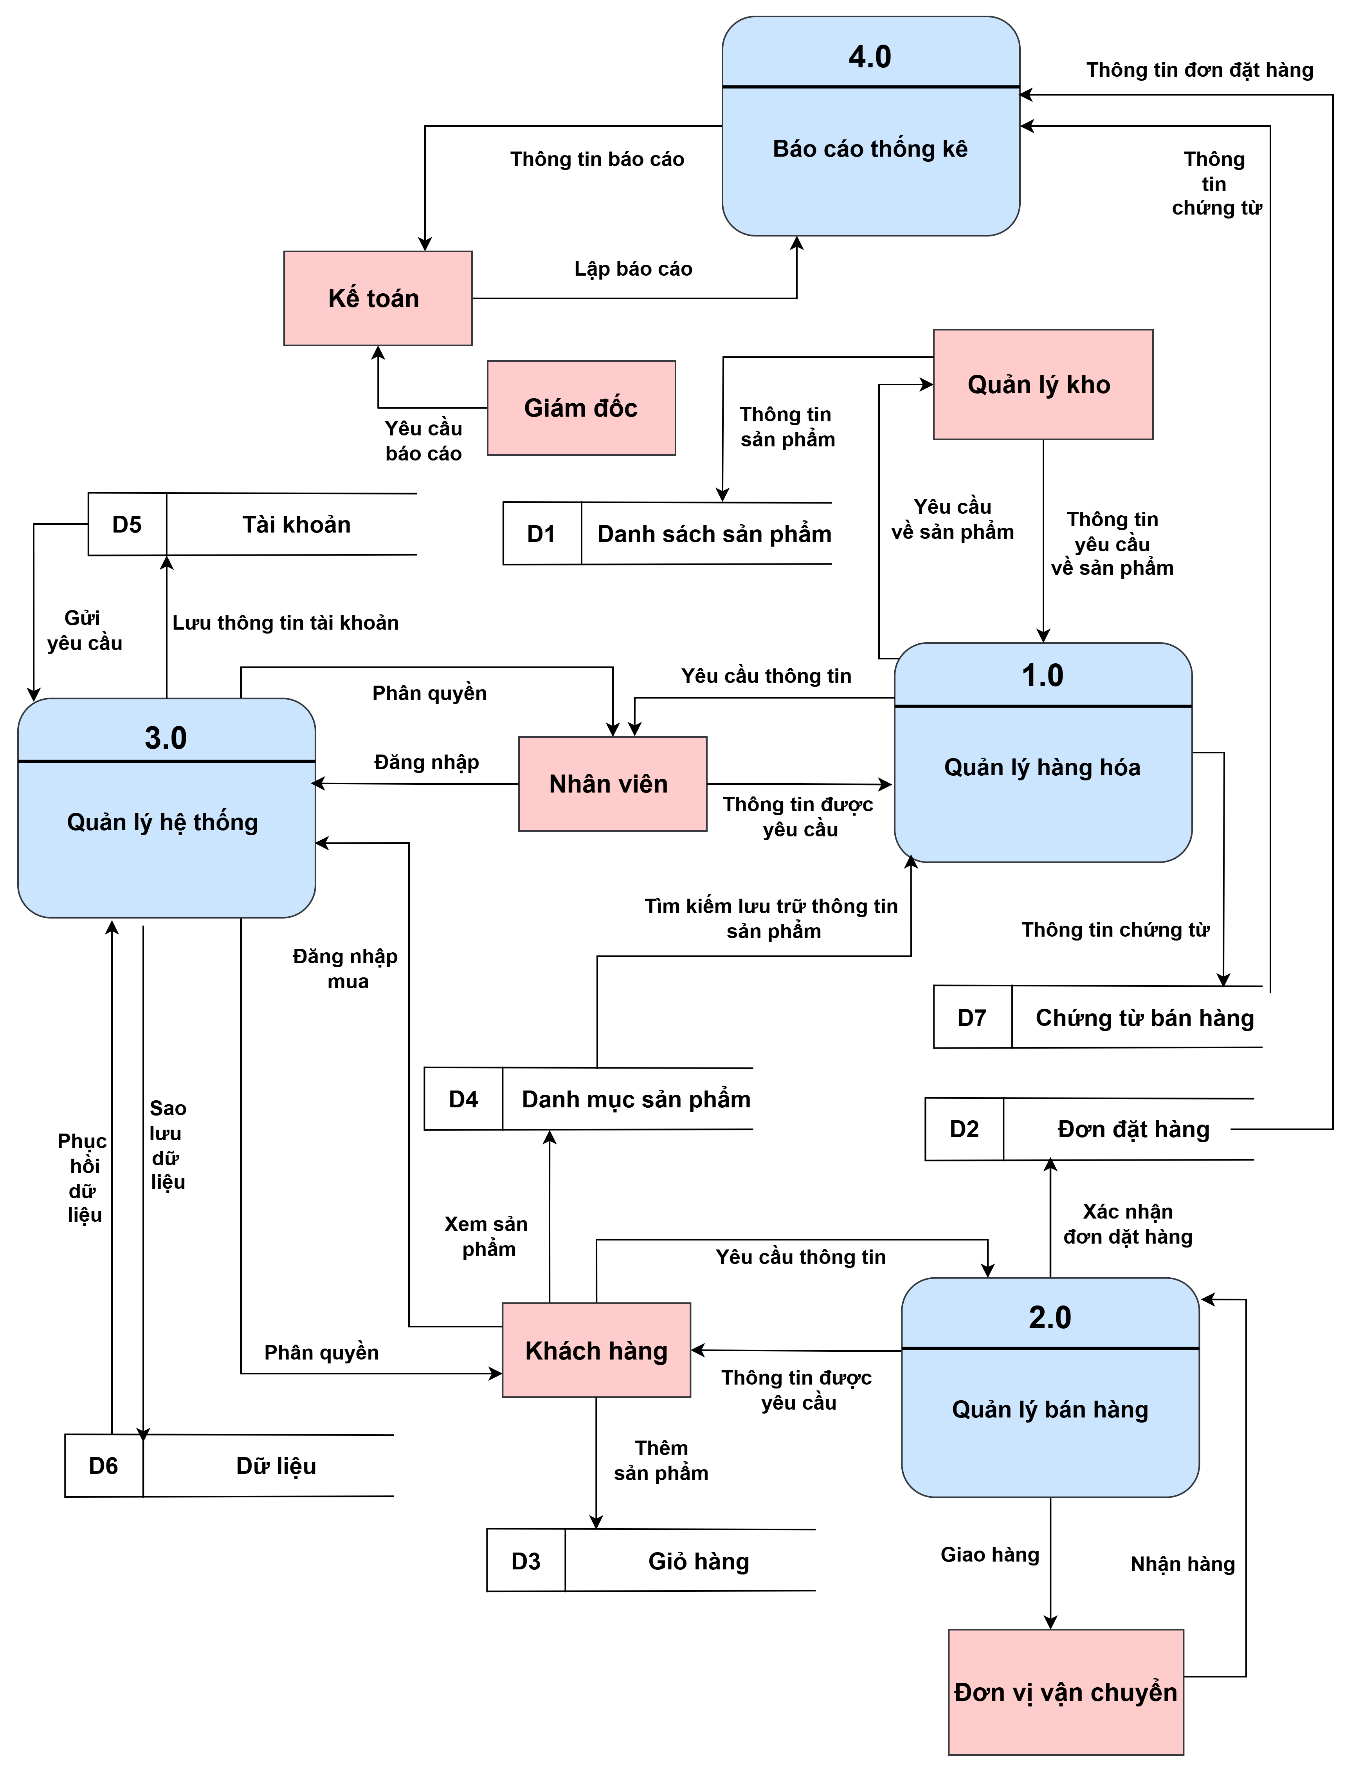 4.0
Báo cáo thống kê
Thông tin đơn đặt hàng
Thông
tin
chứng từ
Thông tin báo cáo
Lập báo cáo
Kế toán
Giám đốc
Yêu cầu
báo cáo
Quản lý kho
Thông tin
sản phẩm
D5
Tài khoản
D1
Danh sách sản phẩm
Yêu cầu
về sản phẩm
Thông tin
yêu cầu
về sản phẩm
Gửi
yêu cầu
Lưu thông tin tài khoản
Phân quyền
Yêu cầu thông tin
1.0
Quản lý hàng hóa
3.0
Quản lý hệ thống
Đăng nhập
Nhân viên
Thông tin được
yêu cầu
Tìm kiếm lưu trữ thông tin
sản phẩm
Thông tin chứng từ
Đăng nhập
mua
D7
Chứng từ bán hàng
D4
Danh mục sản phẩm
D2
Đơn đặt hàng
Phục
hồi
dữ
liệu
Sao
lưu
dữ
liệu
Xem sản
phẩm
Yêu cầu thông tin
Xác nhận
đơn dặt hàng
2.0
Quản lý bán hàng
Phân quyền
Khách hàng
Thông tin được
yêu cầu
Thêm
sản phẩm
D6
Dữ liệu
D3
Giỏ hàng
Giao hàng
Nhận hàng
Đơn vị vận chuyển